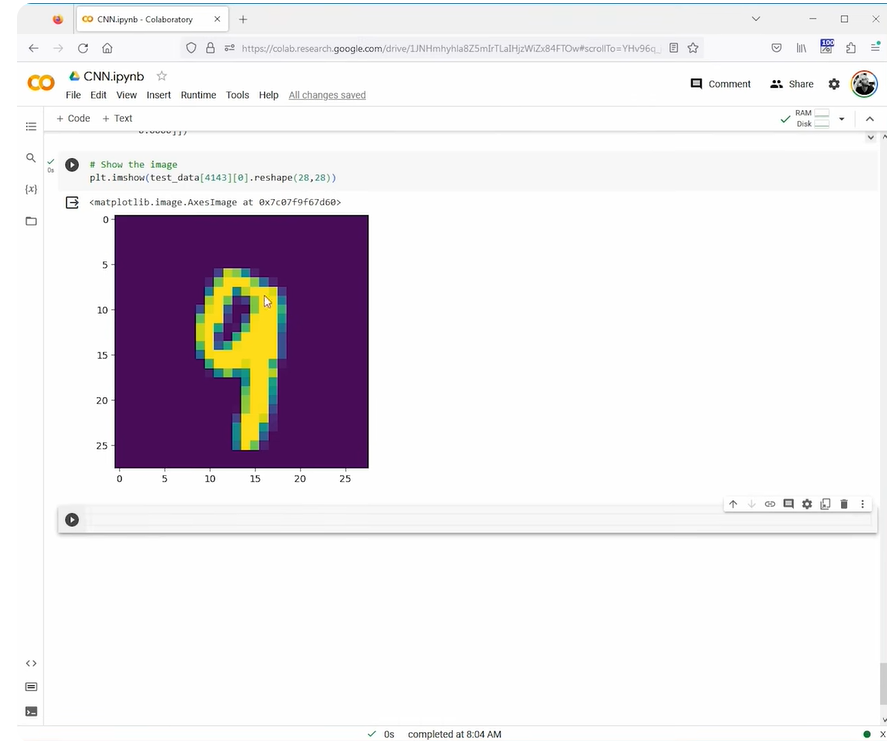 CNN.ipynb - Colaboratory
https://colab.research.google.com/drive/1JNHmhyhla8Z5mIrTLaIHjzWiZx84FTOw#scrollTo=YHv96q_
100
CNN.ipynb
Comment
Share
File Edit View Insert Runtime Tools Help All changes saved
+ Code + Text
RAM
Disk
0s
# Show the image
plt.imshow(test_data[4143][0].reshape(28,28))
<matplotlib.image.AxesImage at 0x7c07f9f67d60>
0
5
10
15
20
25
0 5 10 15 20 25
{x}
0s completed at 8:04 AM